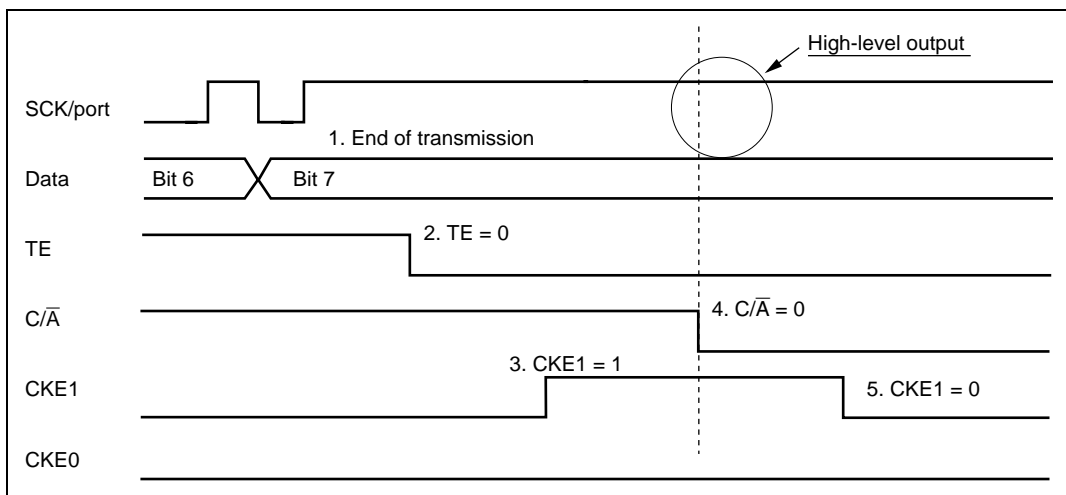 High-level output
SCK/port
1. End of transmission
Data
Bit 6
Bit 7
TE
2. TE = 0
C/A̅
4. C/A̅ = 0
3. CKE1 = 1
CKE1
5. CKE1 = 0
CKE0